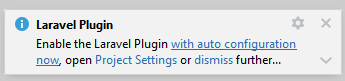 Laravel Plugin
Enable the Laravel Plugin with auto configuration
now, open Project Settings or dismiss further...